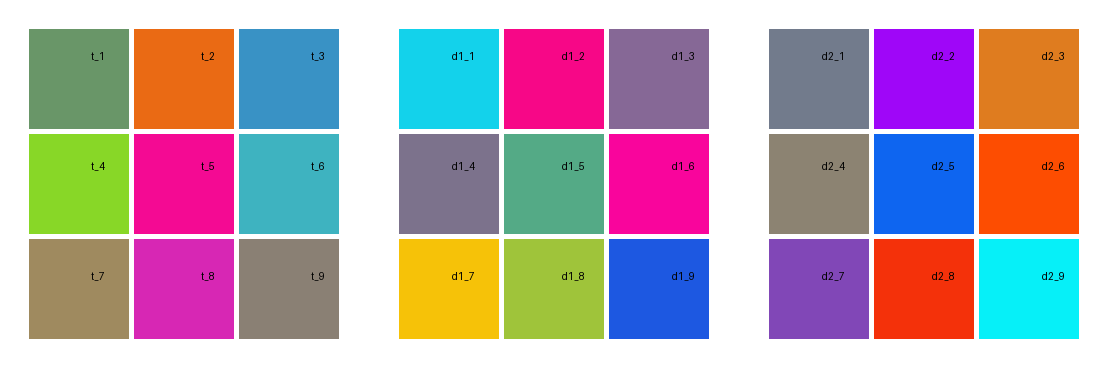 t_1 t_2 t_3 d1_1 d1_2 d1_3 d2_1 d2_2 d2_3
t_4 t_5 t_6 d1_4 d1_5 d1_6 d2_4 d2_5 d2_6
t_7 t_8 t_9 d1_7 d1_8 d1_9 d2_7 d2_8 d2_9